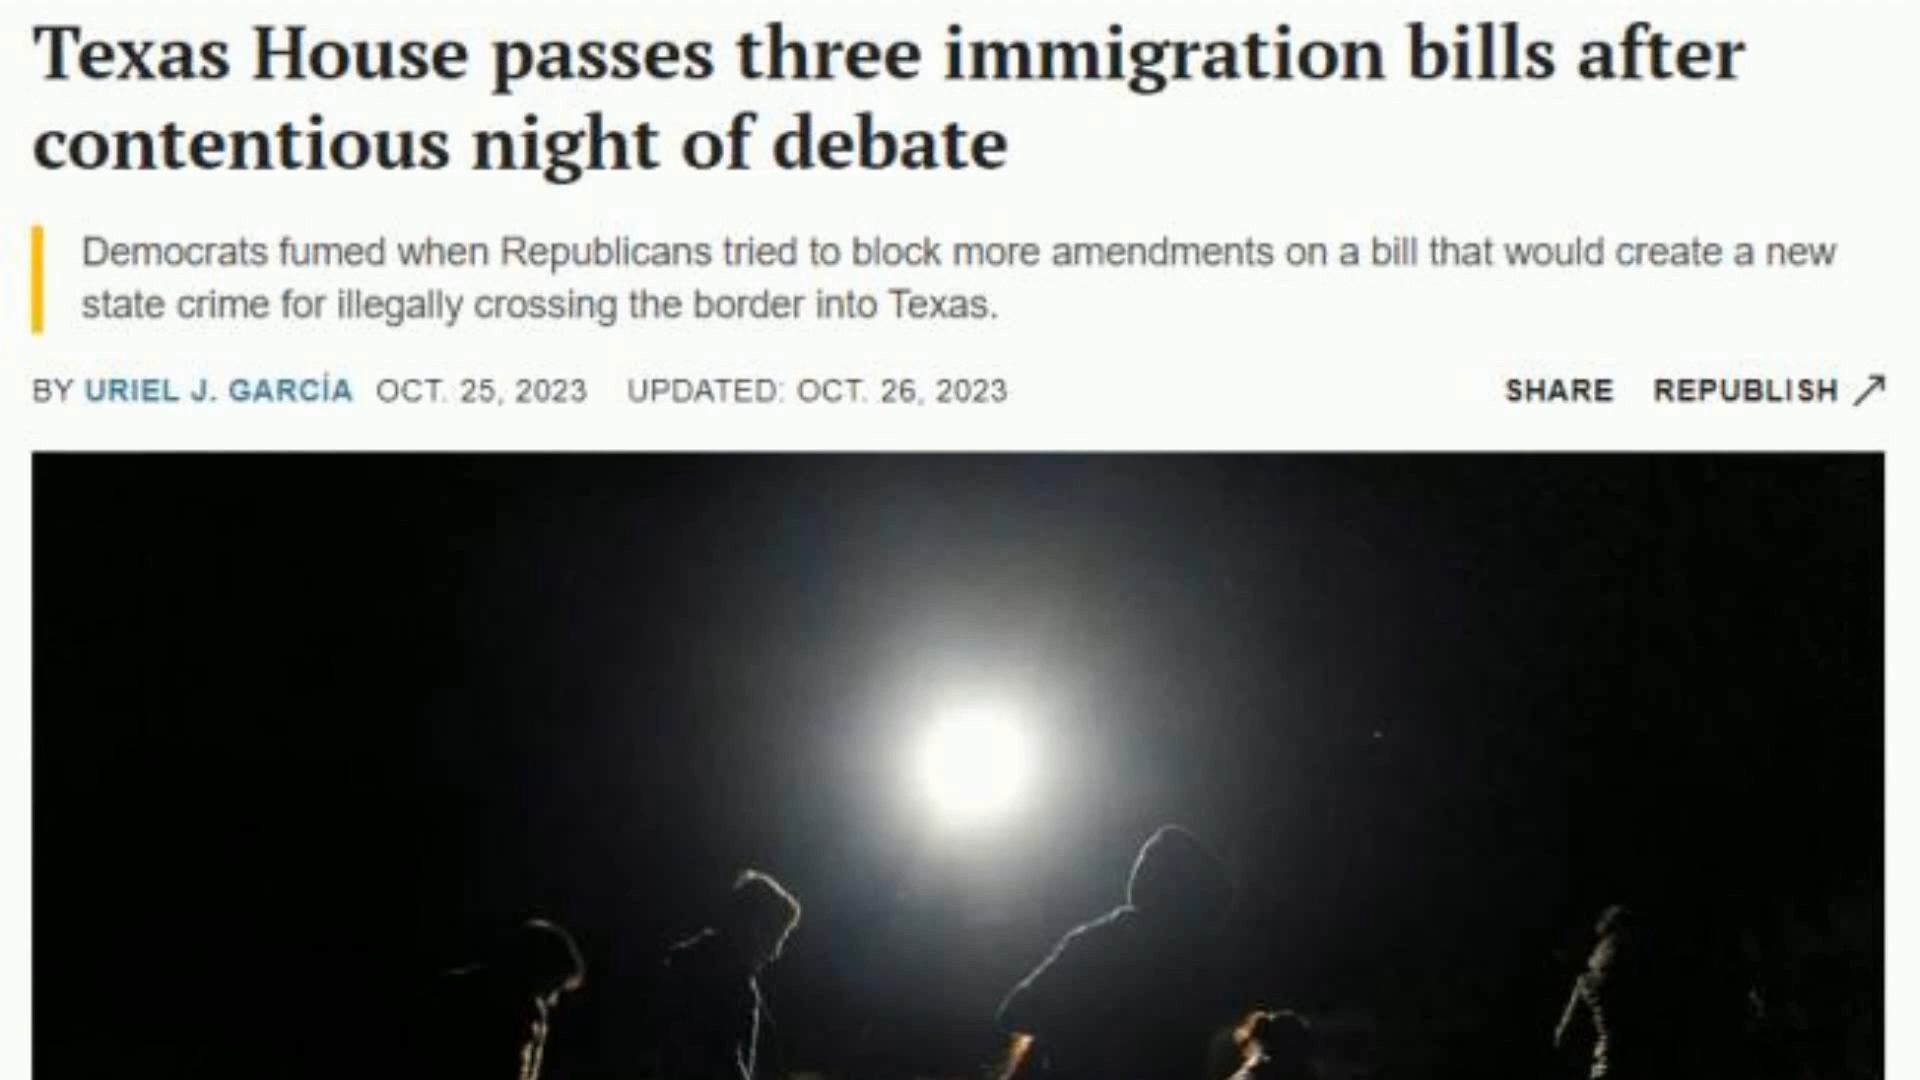 Texas House passes three immigration bills after
contentious night of debate
Democrats fumed when Republicans tried to block more amendments on a bill that would create a new
state crime for illegally crossing the border into Texas.
BY URIEL J. GARCÍA OCT. 25, 2023 UPDATED: OCT. 26, 2023 SHARE REPUBLISH